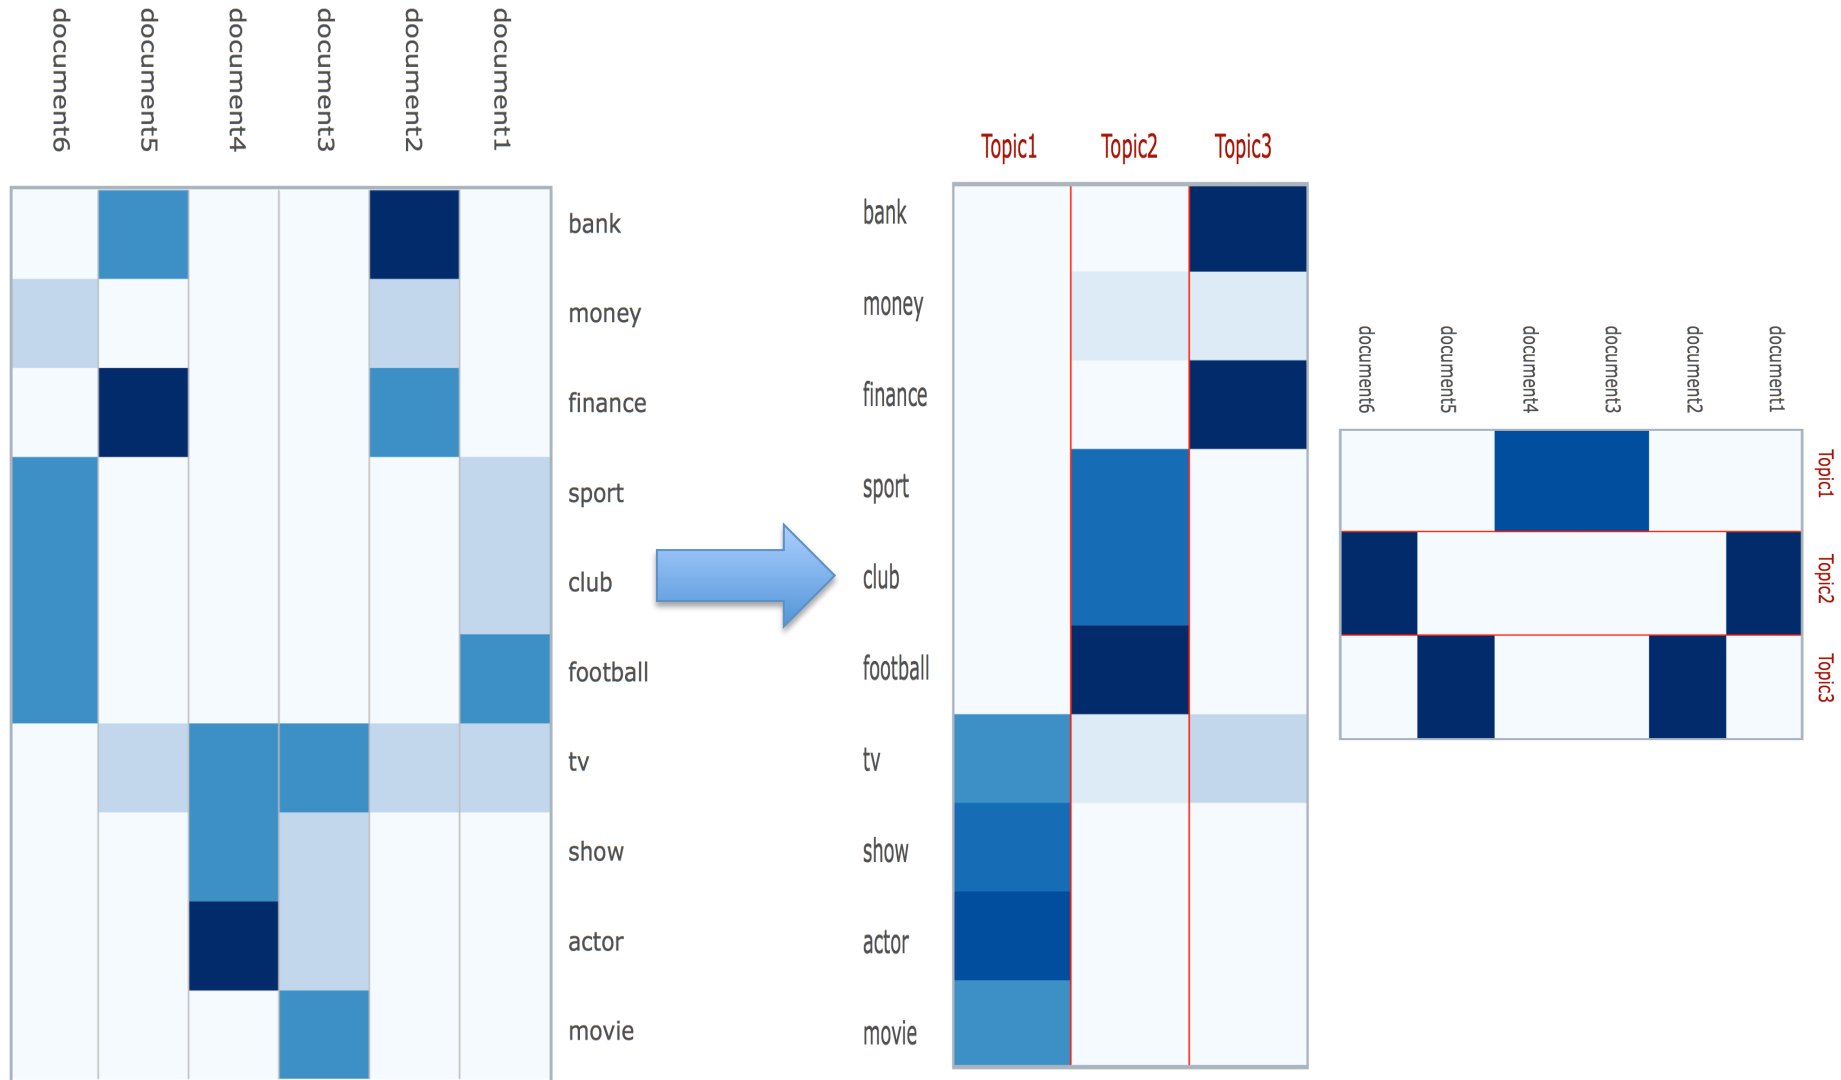 document6
document5
document4
document3
document2
document1
bank
money
finance
sport
club
football
tv
show
actor
movie
Topic1
Topic2
Topic3
bank
money
finance
sport
club
football
tv
show
actor
movie
document6
document5
document4
document3
document2
document1
Topic1
Topic2
Topic3